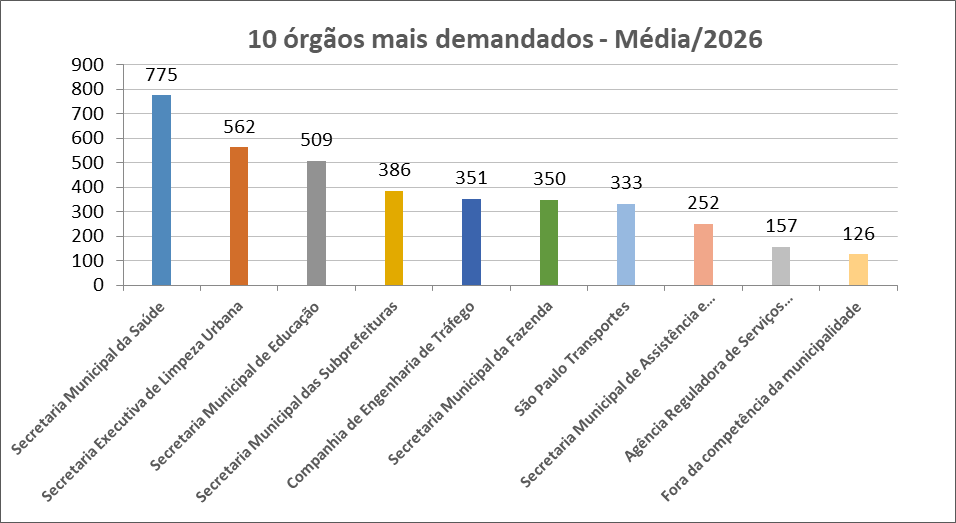 10 órgãos mais demandados - Média/2026
900
800
700
600
500
400
300
200
100
0
775
562
509
386
351
350
333
252
157
126
Secretaria Municipal da Saúde
Secretaria Executiva de Limpeza Urbana
Secretaria Municipal de Educação
Secretaria Municipal das Subprefeituras
Companhia de Engenharia de Tráfego
Secretaria Municipal da Fazenda
São Paulo Transportes
Secretaria Municipal de Assistência e...
Agência Reguladora de Serviços...
Fora da competência da municipalidade